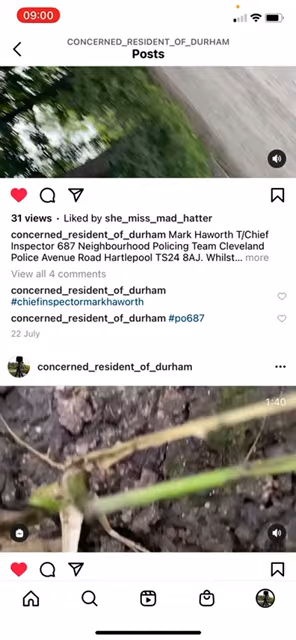 09:00
CONCERNED_RESIDENT_OF_DURHAM
Posts
31 views · Liked by she_miss_mad_hatter
concerned_resident_of_durham Mark Haworth T/Chief
Inspector 687 Neighbourhood Policing Team Cleveland
Police Avenue Road Hartlepool TS24 8AJ. Whilst... more
View all 4 comments
concerned_resident_of_durham
#chiefinspectormarkhaworth
concerned_resident_of_durham #po687
22 July
concerned_resident_of_durham
1:40